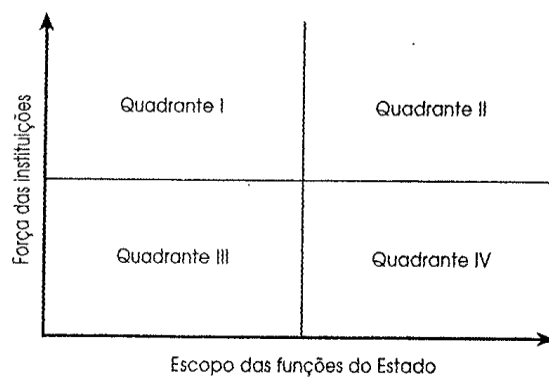 Força das instituições
Quadrante I
Quadrante II
Quadrante III
Quadrante IV
Escopo das funções do Estado